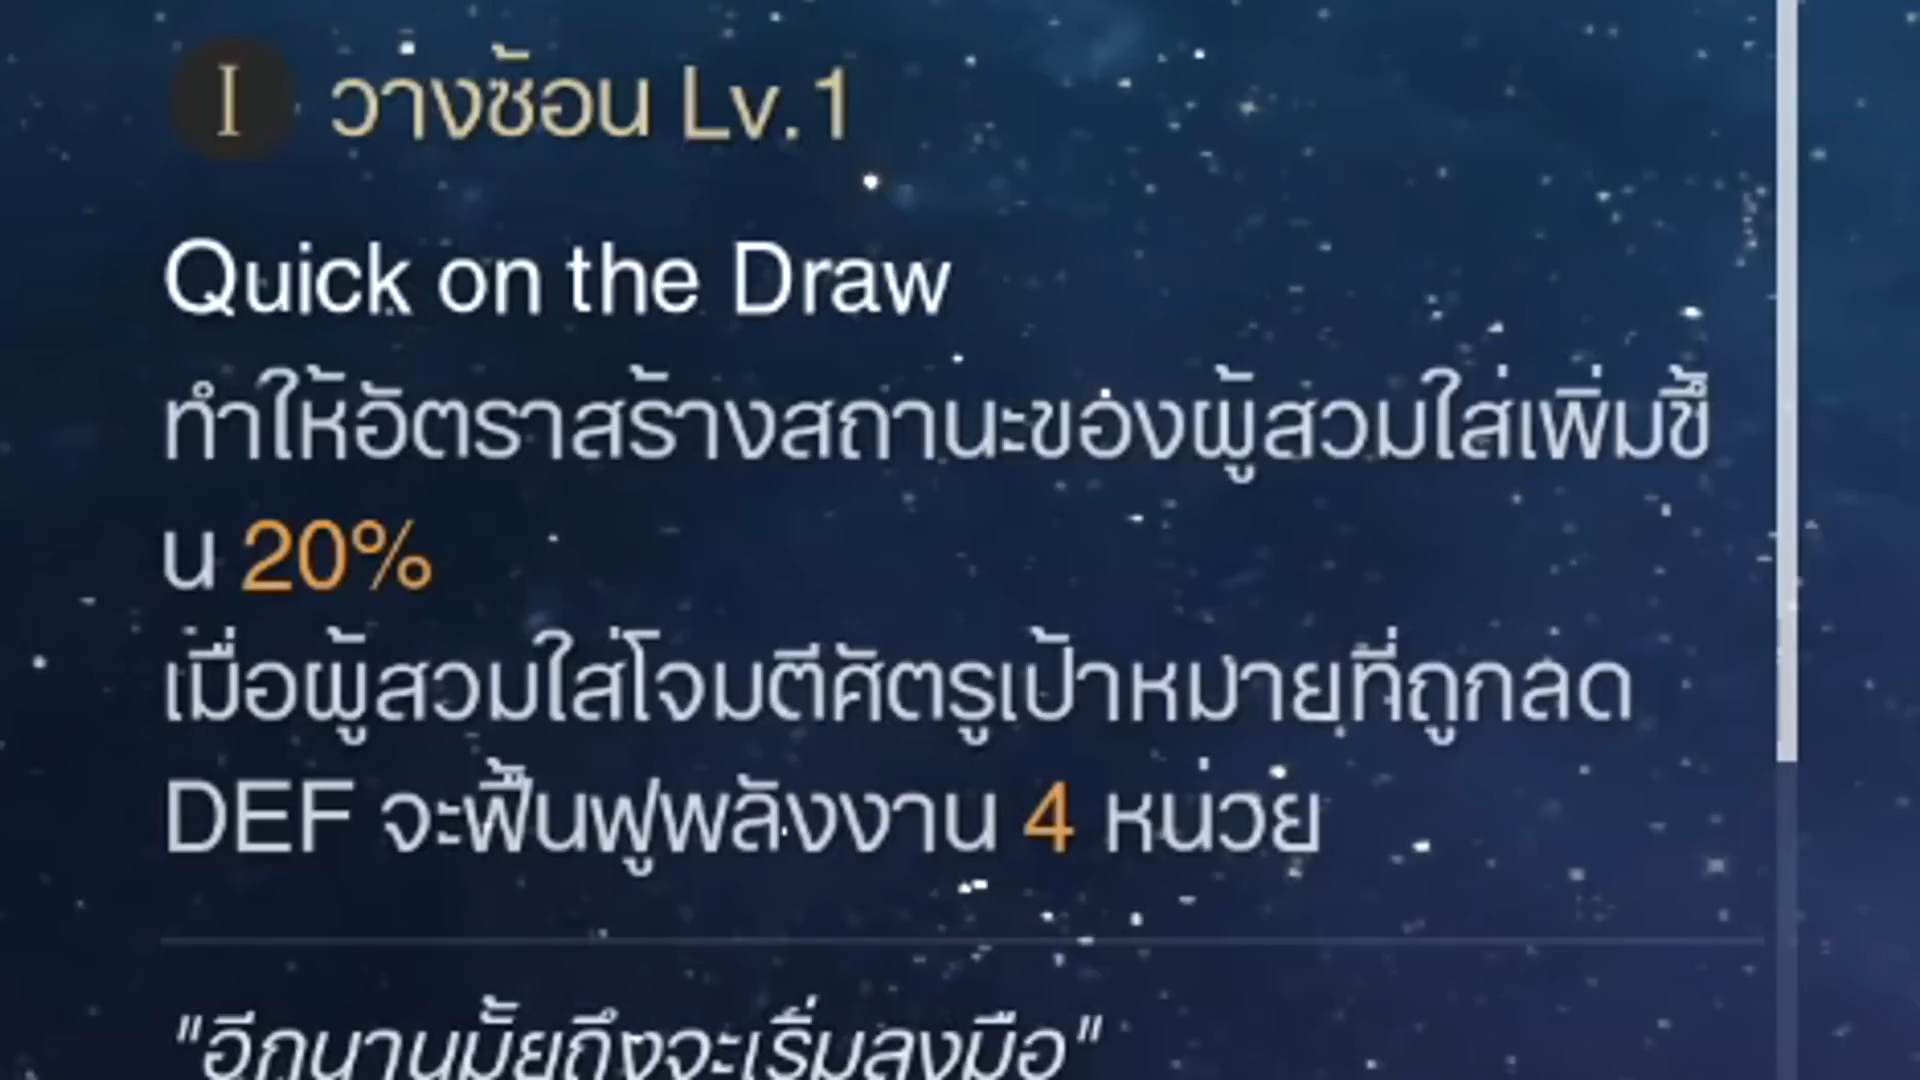 I วางซ้อน Lv.1
Quick on the Draw
ทำให้อัตราสร้างสถานะของผู้สวมใส่เพิ่มขึ้
น 20%
เมื่อผู้สวมใส่โจมตีศัตรูเป้าหมายที่ถูกลด
DEF จะฟื้นฟูพลังงาน 4 หน่วย
"อีกนานมั้ยถึงจะเริ่มลงมือ"